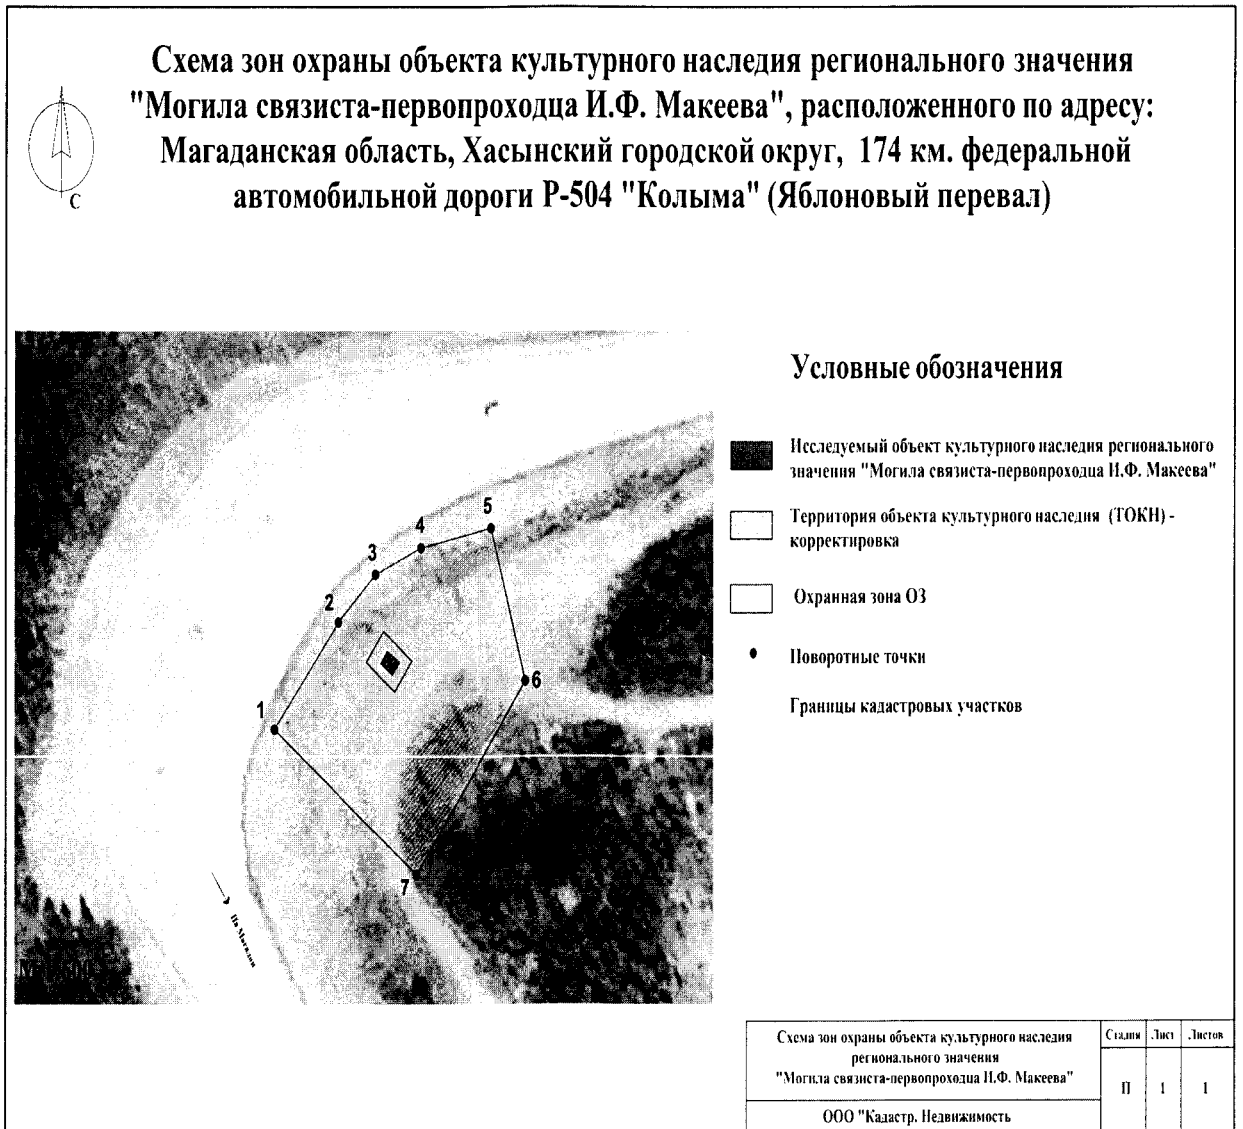 Схема зон охраны объекта культурного наследия регионального значения
"Могила связиста-первопроходца И.Ф. Макеева", расположенного по адресу:
Магаданская область, Хасынский городской округ, 174 км. федеральной
автомобильной дороги Р-504 "Колыма" (Яблоновый перевал)
С
Условные обозначения
Исследуемый объект культурного наследия регионального
значения "Могила связиста-первопроходца И.Ф. Макеева"
Территория объекта культурного наследия (ТОКН) -
корректировка
Охранная зона ОЗ
Поворотные точки
Границы кадастровых участков
5
4
3
2
6
1
7
На Магадан
Схема зон охраны объекта культурного наследия
регионального значения
"Могила связиста-первопроходца И.Ф. Макеева"
Стадия Лист Листов
П 1 1
ООО "Кадастр. Недвижимость